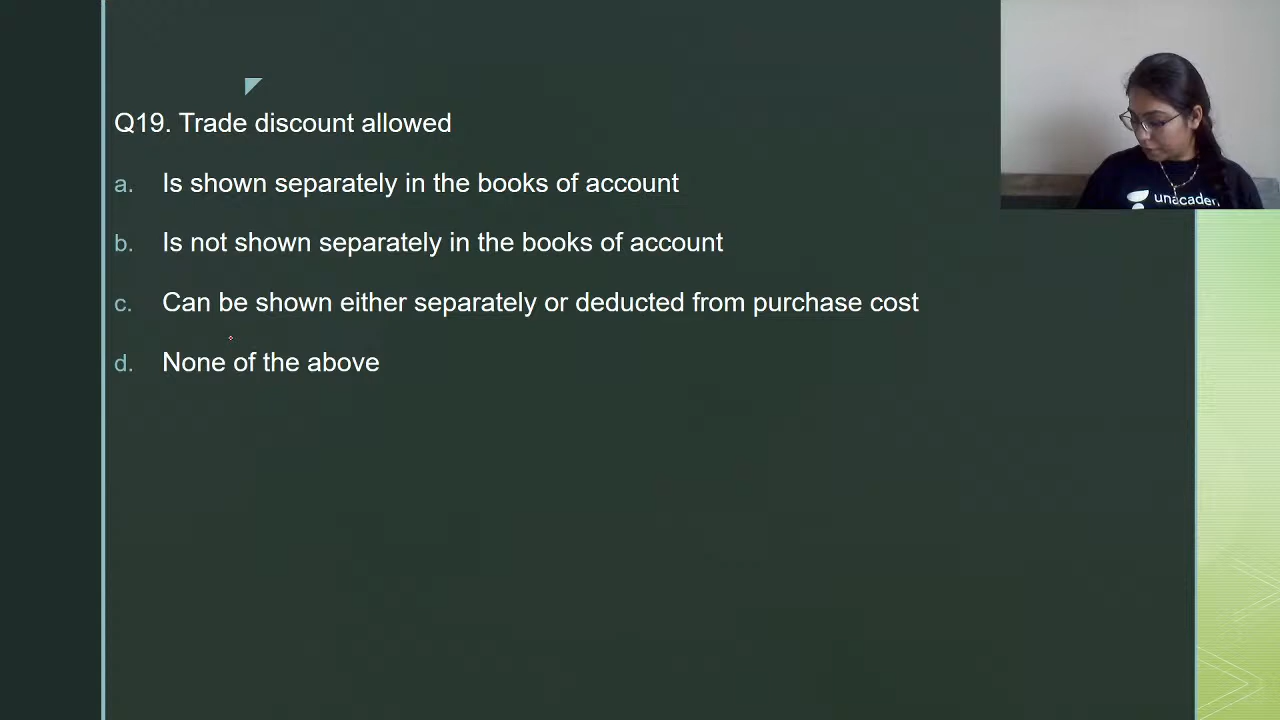 unacadem
Q19. Trade discount allowed
a. Is shown separately in the books of account
b. Is not shown separately in the books of account
c. Can be shown either separately or deducted from purchase cost
d. None of the above